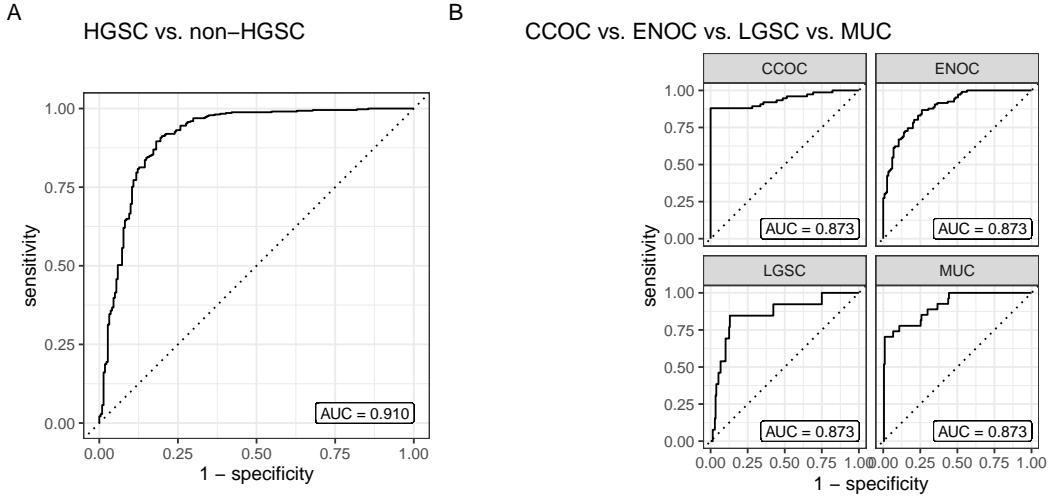 A
HGSC vs. non−HGSC
1.00
0.75
0.50
0.25
0.00
sensitivity
AUC = 0.910
0.00 0.25 0.50 0.75 1.00
1 − specificity
B
CCOC vs. ENOC vs. LGSC vs. MUC
CCOC ENOC
1.00
0.75
0.50
0.25
0.00
AUC = 0.873 AUC = 0.873
sensitivity
LGSC MUC
1.00
0.75
0.50
0.25
0.00
AUC = 0.873 AUC = 0.873
0.00 0.25 0.50 0.75 1.00 0.00 0.25 0.50 0.75 1.00
1 − specificity